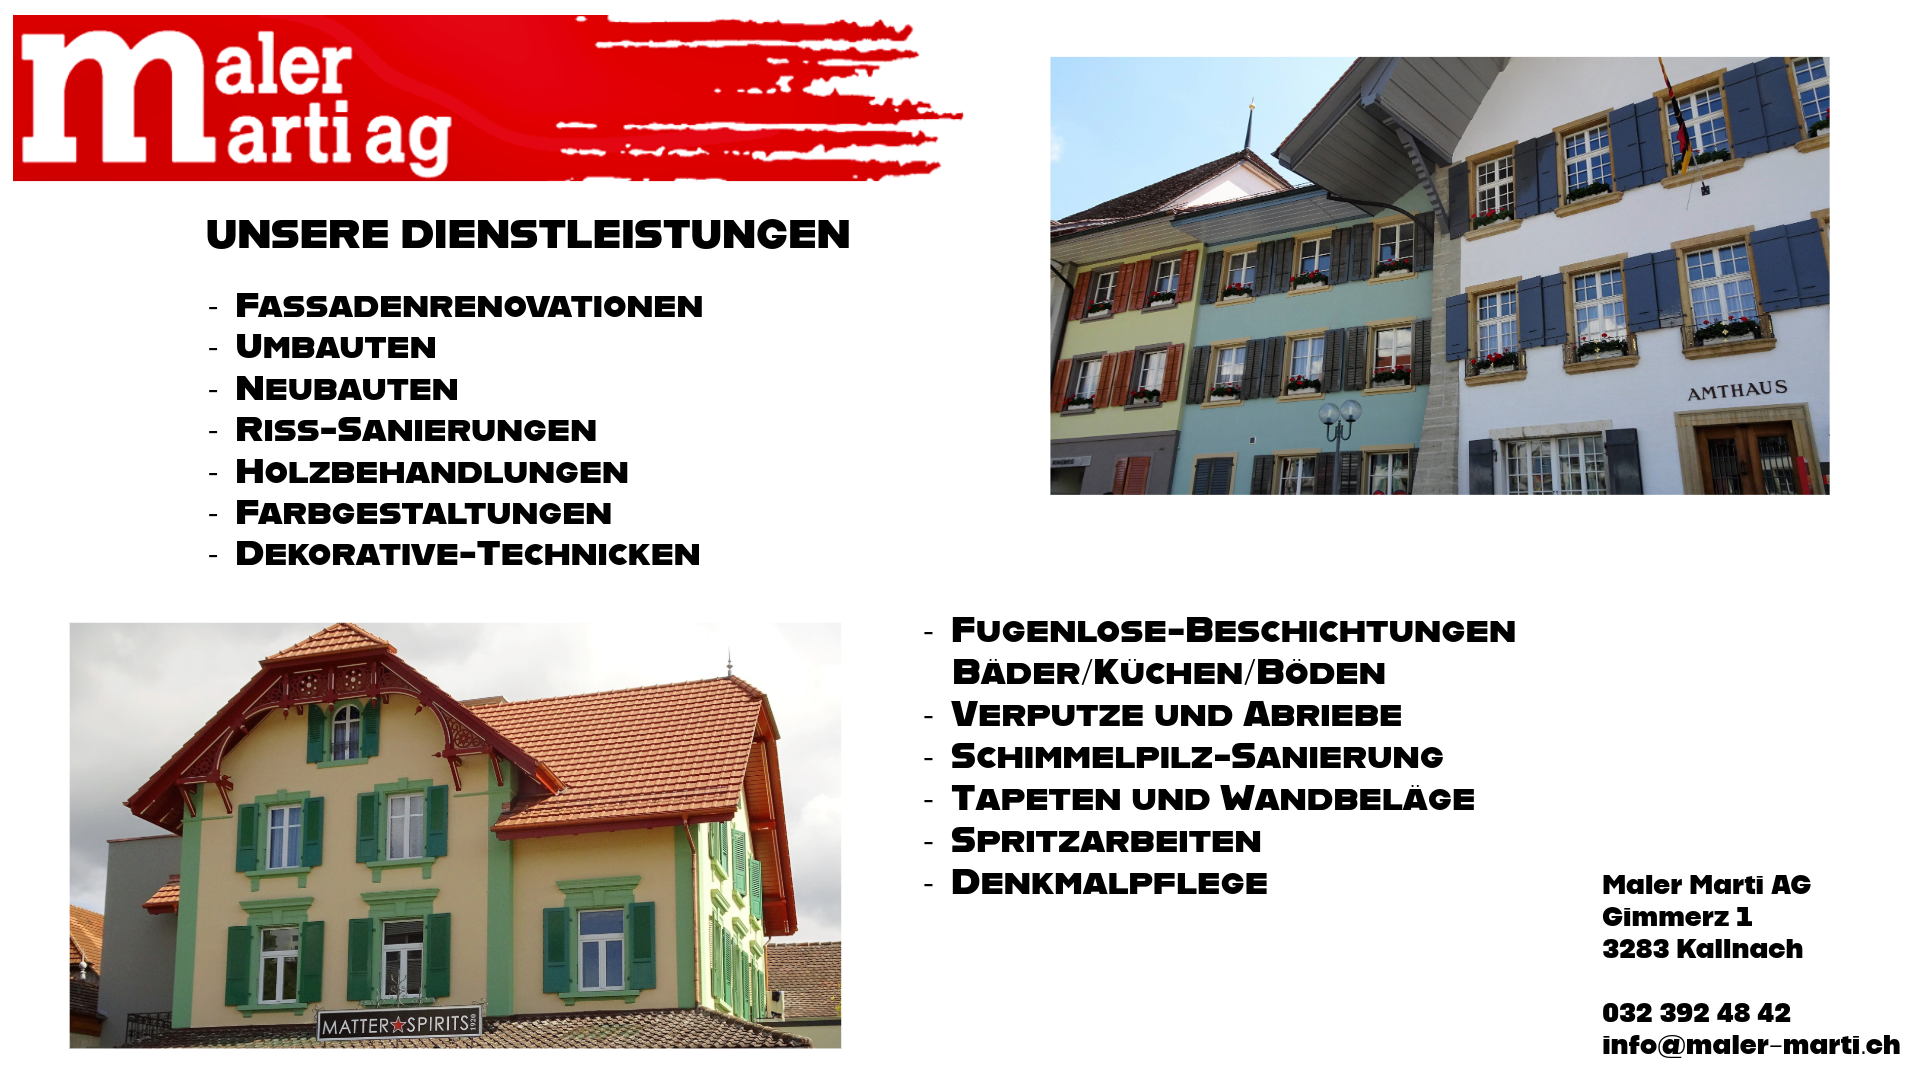 maler
marti ag
UNSERE DIENSTLEISTUNGEN
- FASSADENRENOVATIONEN
- UMBAUTEN
- NEUBAUTEN
- RISS-SANIERUNGEN
- HOLZBEHANDLUNGEN
- FARBGESTALTUNGEN
- DEKORATIVE-TECHNICKEN
AMTHAUS
- FUGENLOSE-BESCHICHTUNGEN
BÄDER/KÜCHEN/BÖDEN
- VERPUTZE UND ABRIEBE
- SCHIMMELPILZ-SANIERUNG
- TAPETEN UND WANDBELÄGE
- SPRITZARBEITEN
- DENKMALPFLEGE
MATTER SPIRITS 1920
Maler Marti AG
Gimmerz 1
3283 Kallnach
032 392 48 42
info@maler-marti.ch